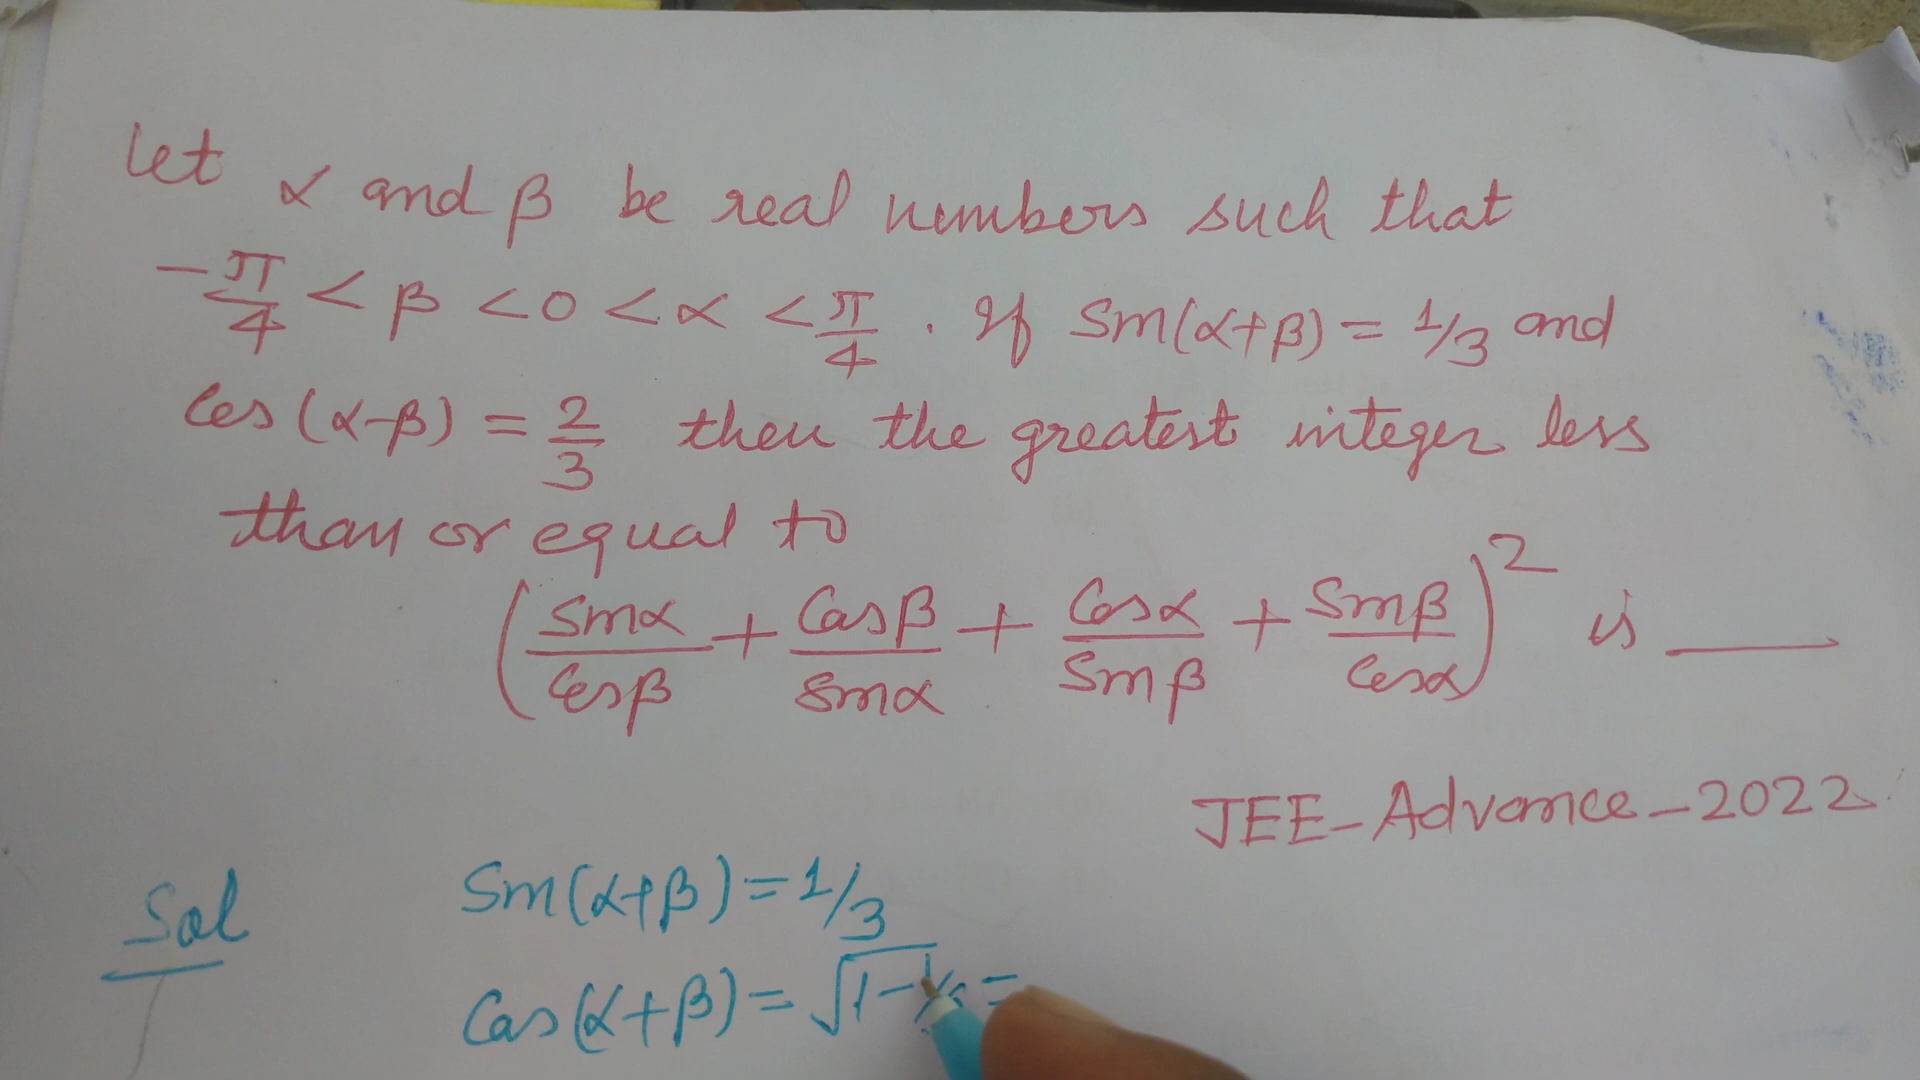 Let α and β be real numbers such that
-π/4 < β < 0 < α < π/4 . If Sin(α+β) = 1/3 and
Cos(α-β) = 2/3 then the greatest integer less
than or equal to
(Sinα/Cosβ + Cosβ/Sinα + Cosα/Sinβ + Sinβ/Cosα)² is ____
JEE-Advance-2022
Sol Sin(α+β) = 1/3
Cos(α+β) = √1-1/9 =